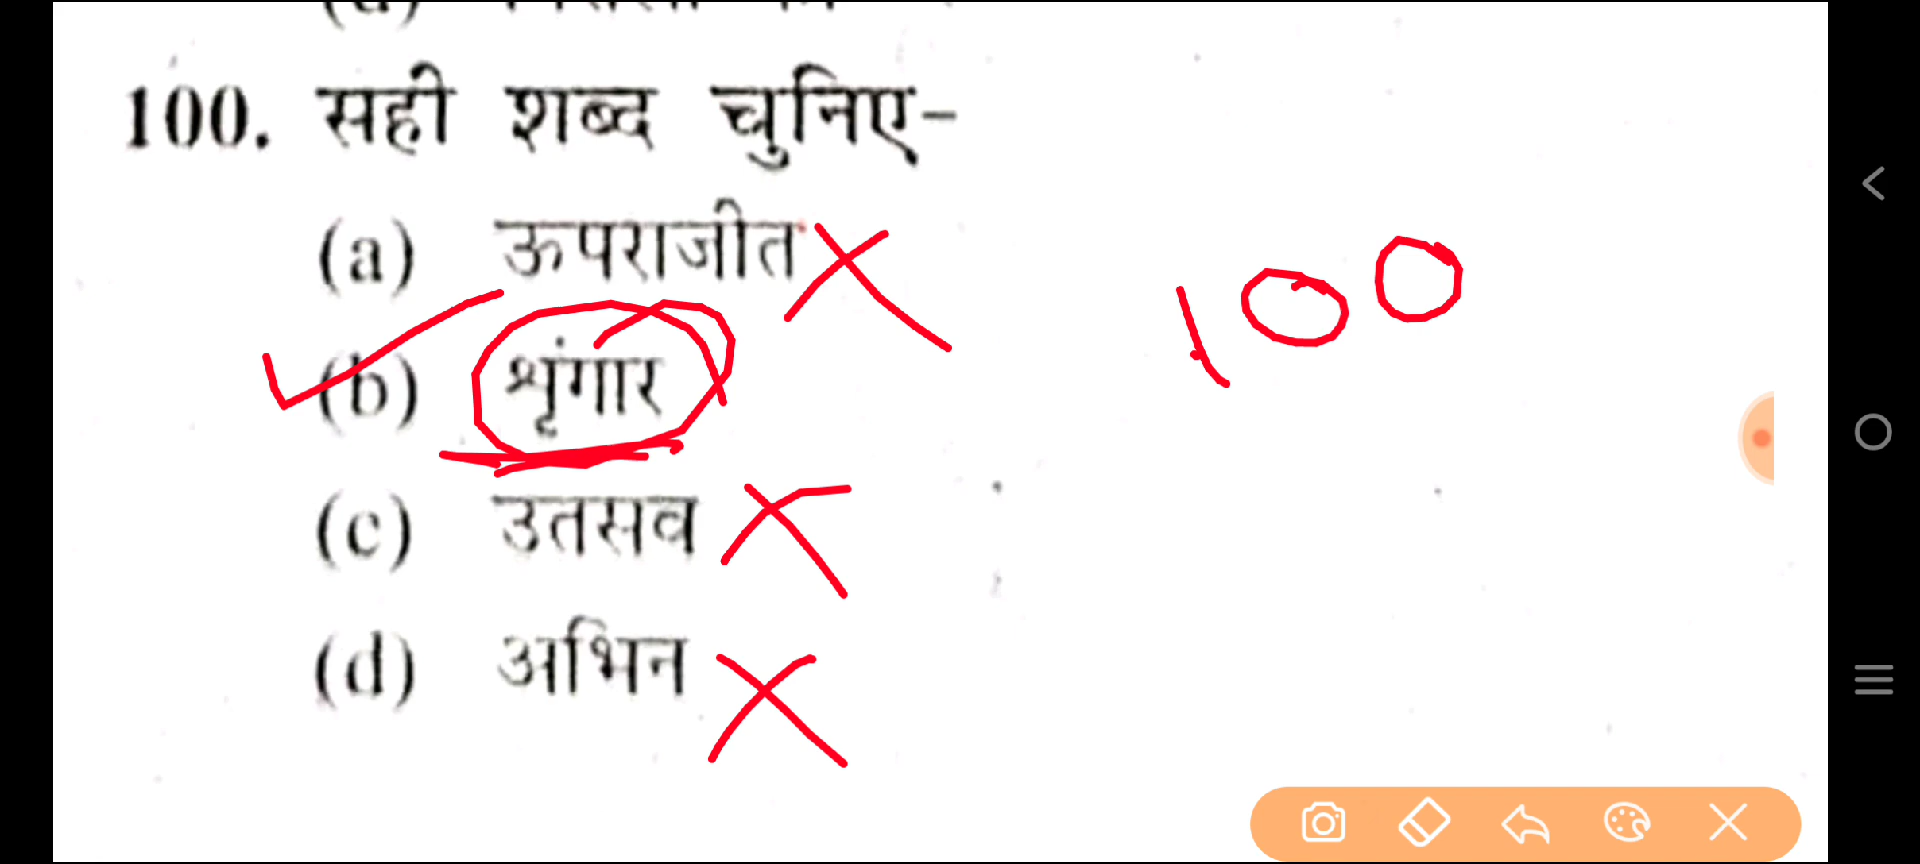 100. सही शब्द चुनिए-
(a) ऊपराजीत
(b) शृंगार
100
(c) उतसव
(d) अभिन